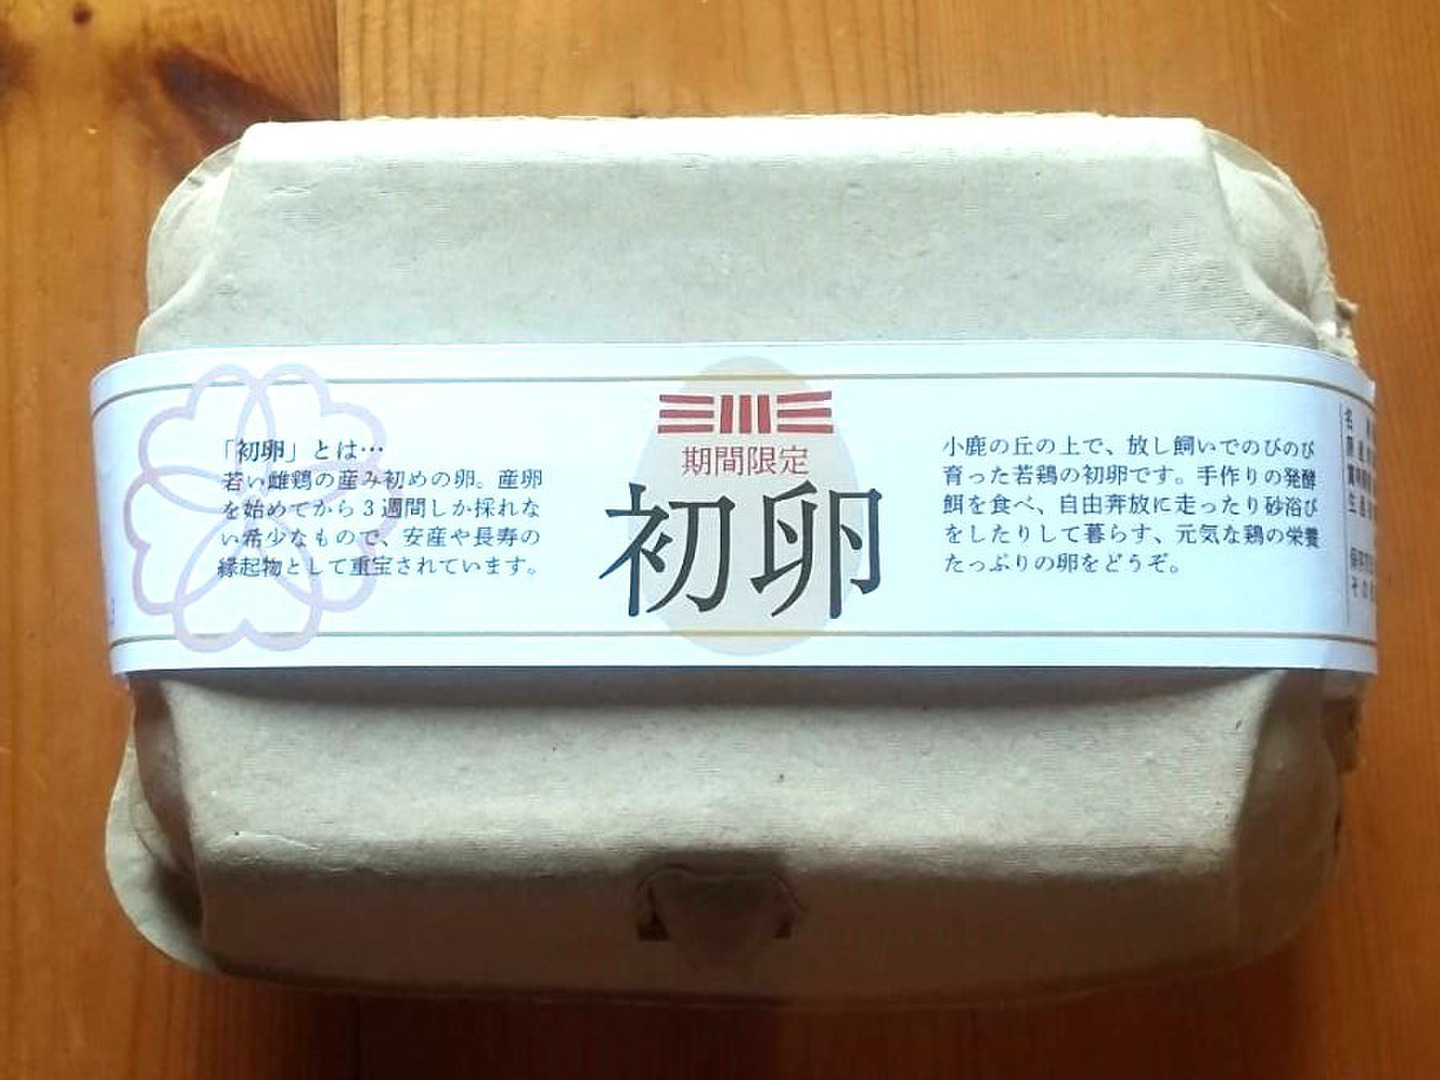 「初卵」とは…
若い雌鶏の産み初めの卵。産卵
を始めてから3週間しか採れな
い希少なもので、安産や長寿の
縁起物として重宝されています。
期間限定
初卵
小鹿の丘の上で、放し飼いでのびのび
育った若鶏の初卵です。手作りの発酵
餌を食べ、自由奔放に走ったり砂浴び
をしたりして暮らす、元気な鶏の栄養
たっぷりの卵をどうぞ。
名